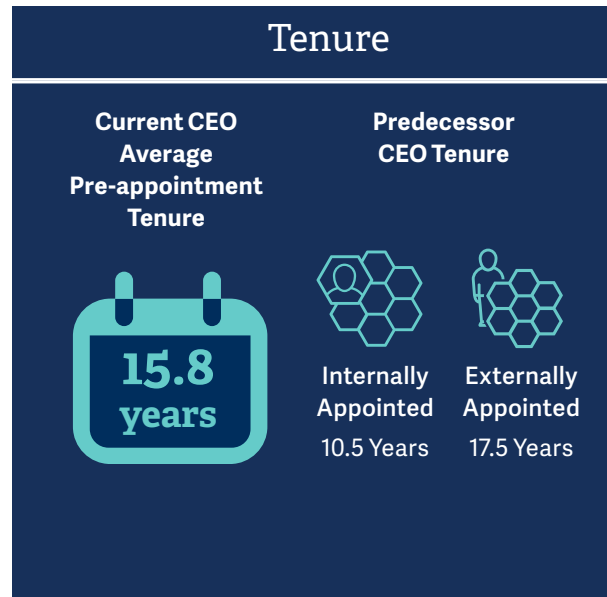 Tenure
Current CEO
Average
Pre-appointment
Tenure
15.8
years
Predecessor
CEO Tenure
Internally
Appointed
10.5 Years
Externally
Appointed
17.5 Years